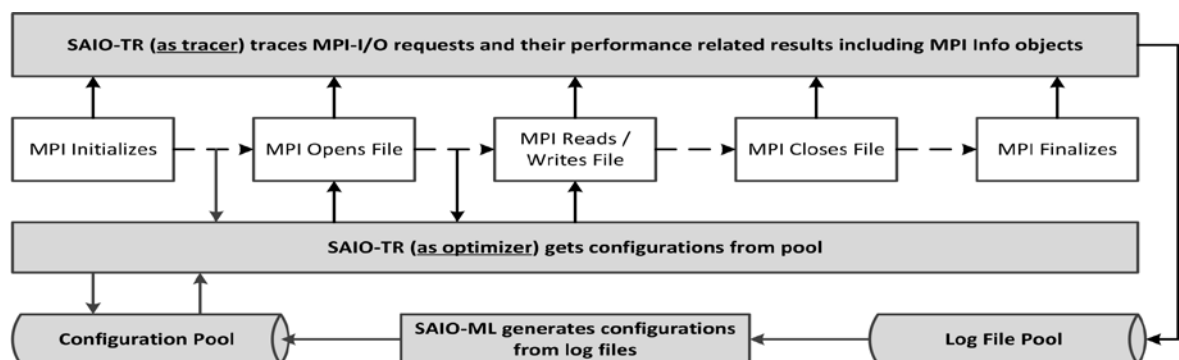 SAIO-TR (as tracer) traces MPI-I/O requests and their performance related results including MPI Info objects
MPI Initializes
MPI Opens File
MPI Reads /
Writes File
MPI Closes File
MPI Finalizes
SAIO-TR (as optimizer) gets configurations from pool
Configuration Pool
SAIO-ML generates configurations
from log files
Log File Pool